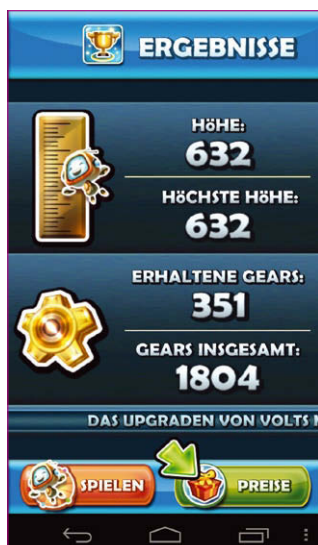 ERGEBNISSE
HÖHE:
632
HÖCHSTE HÖHE:
632
ERHALTENE GEARS:
351
GEARS INSGESAMT:
1804
DAS UPGRADEN VON VOLTS
SPIELEN
PREISE